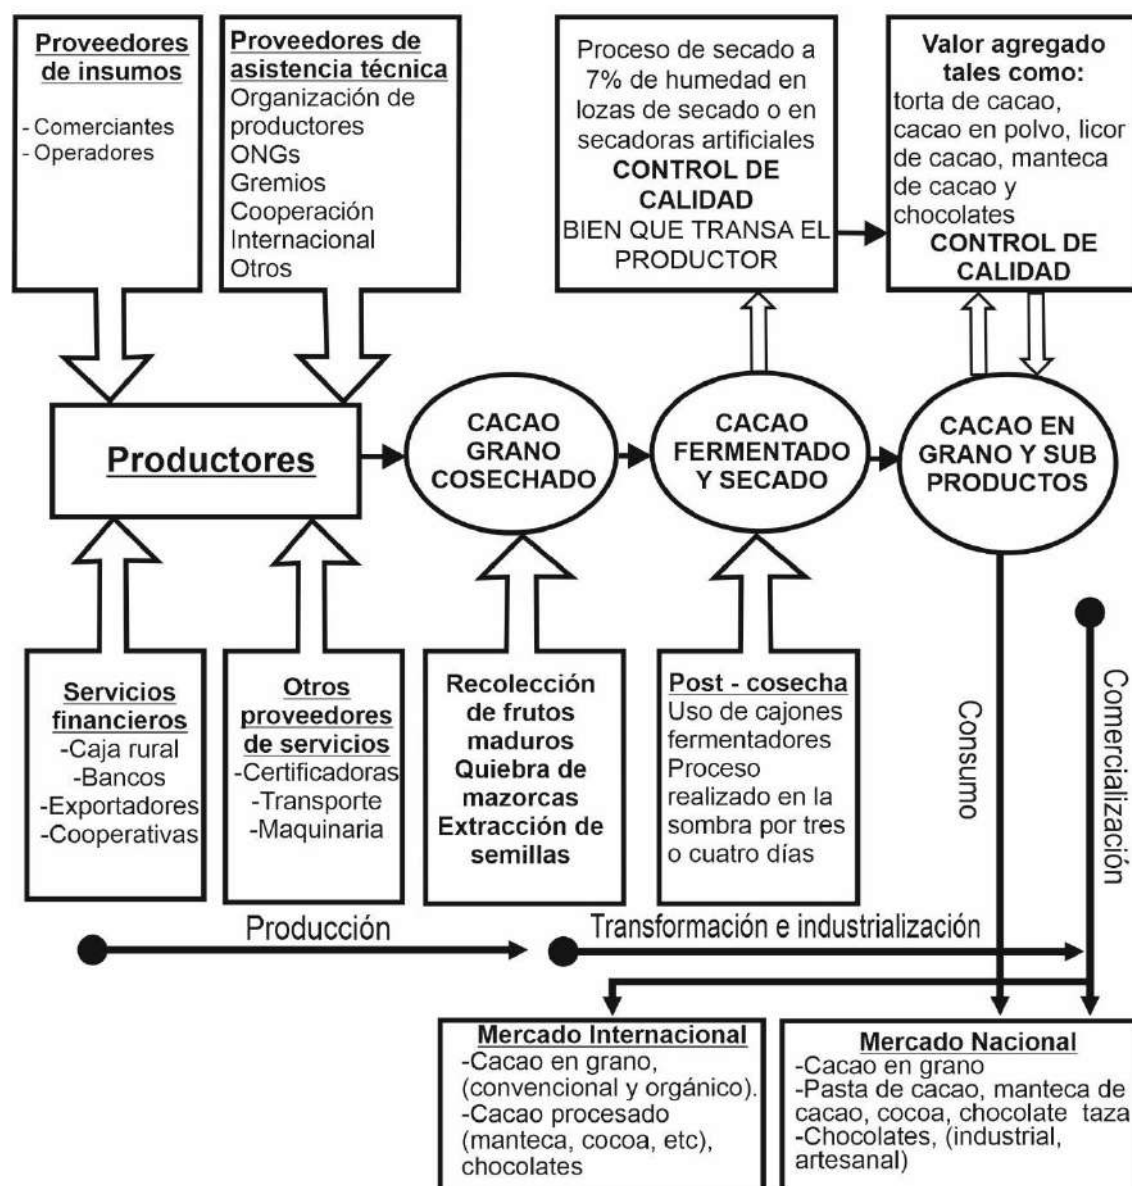 Proveedores
de insumos
- Comerciantes
- Operadores
Proveedores de
asistencia técnica
Organización de
productores
ONGs
Gremios
Cooperación
Internacional
Otros
Proceso de secado a
7% de humedad en
lozas de secado o en
secadoras artificiales
CONTROL DE
CALIDAD
BIEN QUE TRANSA EL
PRODUCTOR
Valor agregado
tales como:
torta de cacao,
cacao en polvo, licor
de cacao, manteca
de cacao y
chocolates
CONTROL DE
CALIDAD
Productores
CACAO
GRANO
COSECHADO
CACAO
FERMENTADO
Y SECADO
CACAO EN
GRANO Y SUB
PRODUCTOS
Servicios
financieros
-Caja rural
-Bancos
-Exportadores
-Cooperativas
Otros
proveedores
de servicios
-Certificadoras
-Transporte
-Maquinaria
Recolección
de frutos
maduros
Quiebra de
mazorcas
Extracción de
semillas
Post - cosecha
Uso de cajones
fermentadores
Proceso
realizado en la
sombra por tres
o cuatro días
Consumo
Comercialización
Producción
Transformación e industrialización
Mercado Internacional
-Cacao en grano,
(convencional y orgánico).
-Cacao procesado
(manteca, cocoa, etc),
chocolates
Mercado Nacional
-Cacao en grano
-Pasta de cacao, manteca de
cacao, cocoa, chocolate taza
-Chocolates, (industrial,
artesanal)